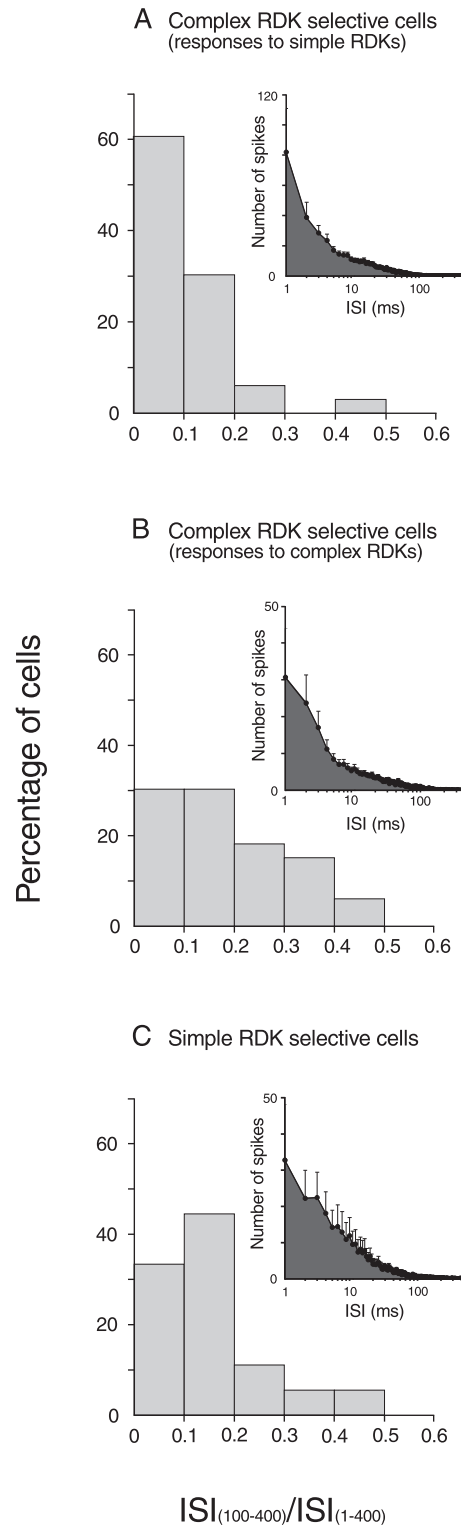 A Complex RDK selective cells
(responses to simple RDKs)
120
Number of spikes
0
1 10 100
ISI (ms)
60
40
20
0
0 0.1 0.2 0.3 0.4 0.5 0.6
B Complex RDK selective cells
(responses to complex RDKs)
50
Number of spikes
0
1 10 100
ISI (ms)
60
40
20
0
0 0.1 0.2 0.3 0.4 0.5 0.6
Percentage of cells
C Simple RDK selective cells
50
Number of spikes
0
1 10 100
ISI (ms)
60
40
20
0
0 0.1 0.2 0.3 0.4 0.5 0.6
ISI(100-400)/ISI(1-400)